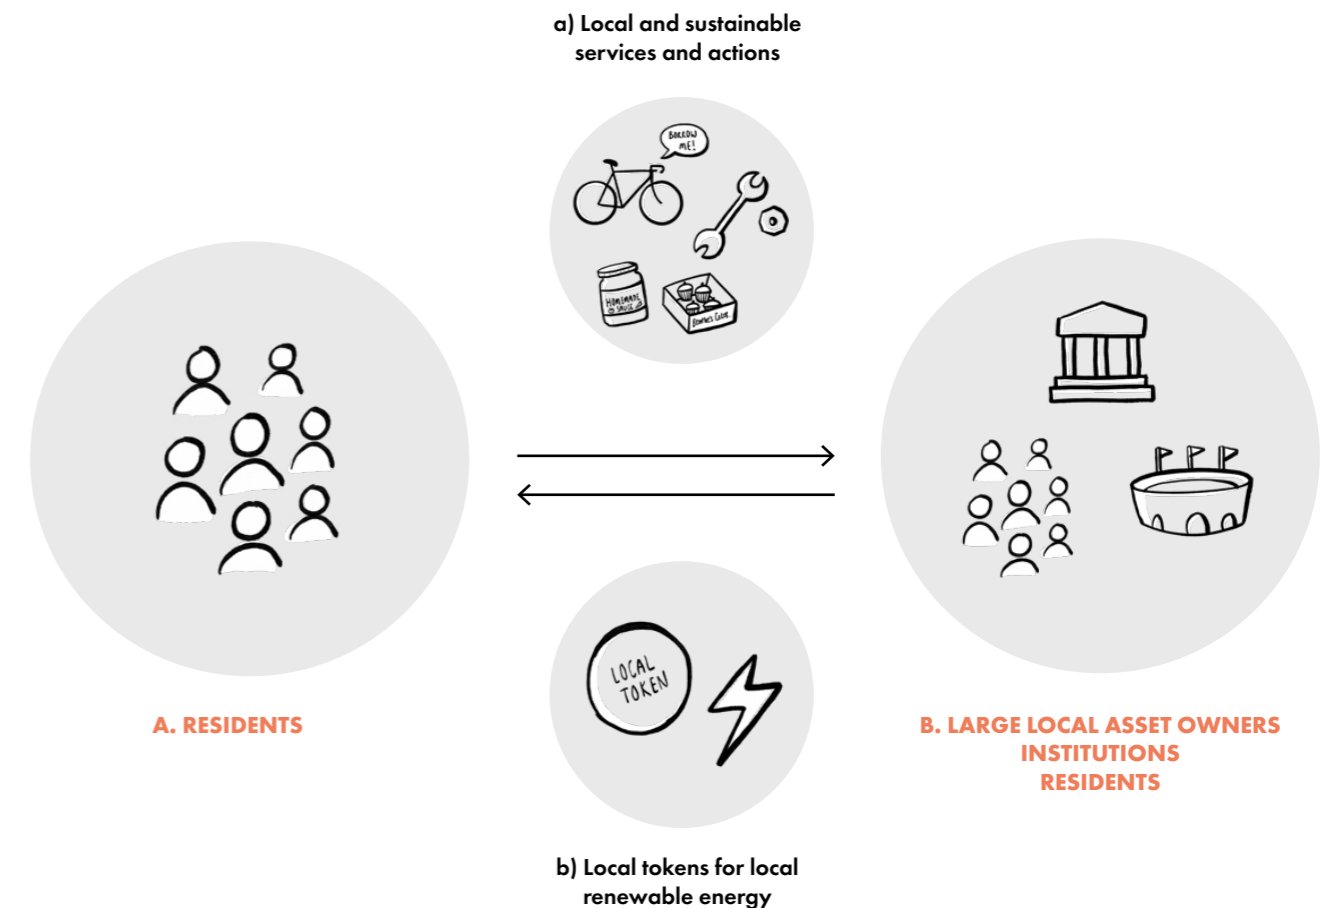 a) Local and sustainable
services and actions
BORROW
ME!
HOMEMADE
SAUCE
LOCAL
TOKEN
A. RESIDENTS
B. LARGE LOCAL ASSET OWNERS
INSTITUTIONS
RESIDENTS
b) Local tokens for local
renewable energy